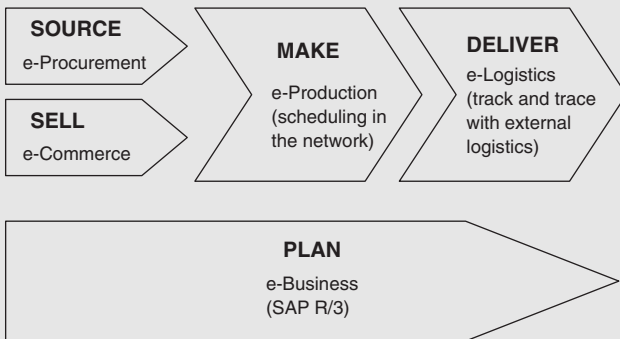 SOURCE
e-Procurement
SELL
e-Commerce
MAKE
e-Production
(scheduling in
the network)
DELIVER
e-Logistics
(track and trace
with external
logistics)
PLAN
e-Business
(SAP R/3)